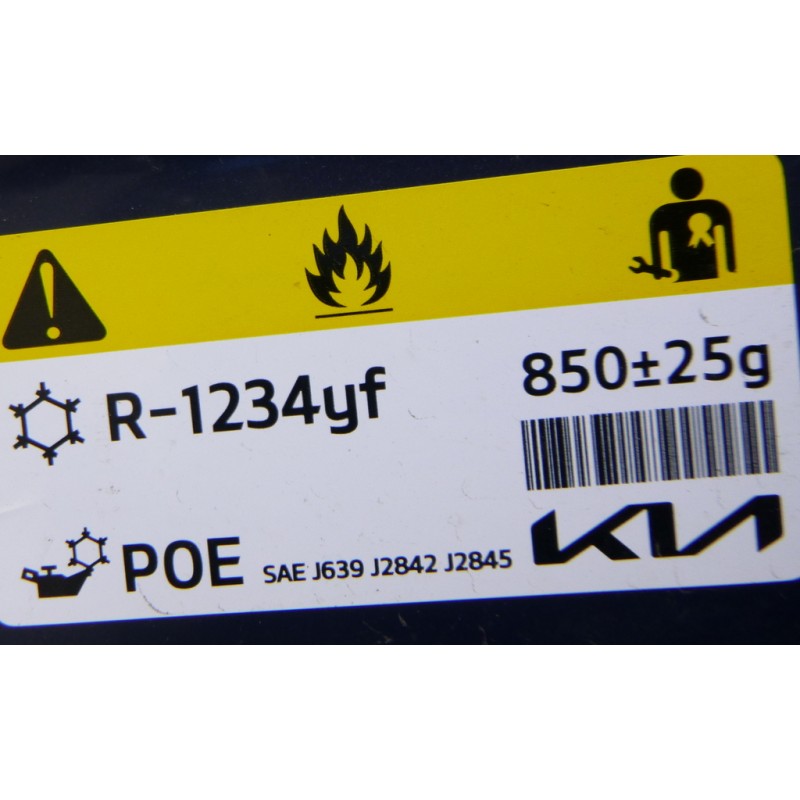 R-1234yf
850±25g
KIA
POE SAE J639 J2842 J2845